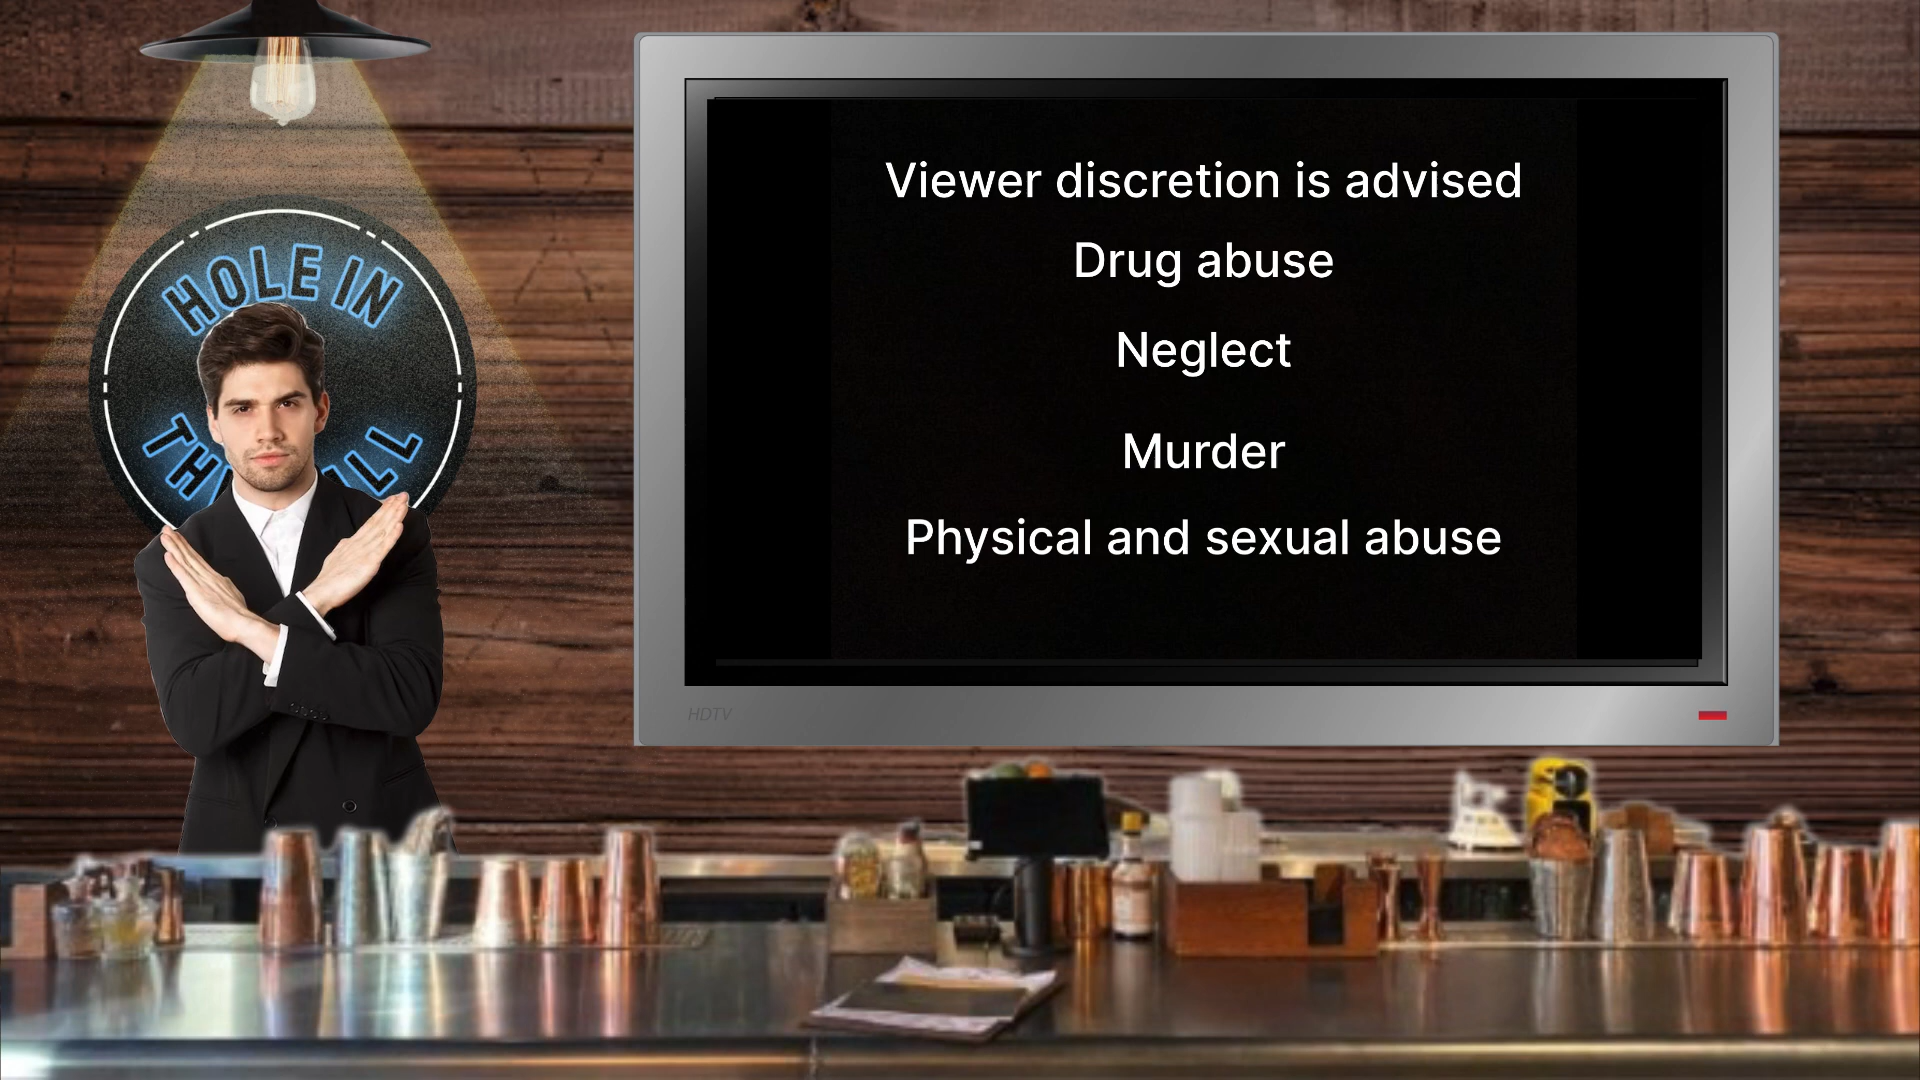 HOLE IN
Viewer discretion is advised
Drug abuse
Neglect
Murder
Physical and sexual abuse
HDTV